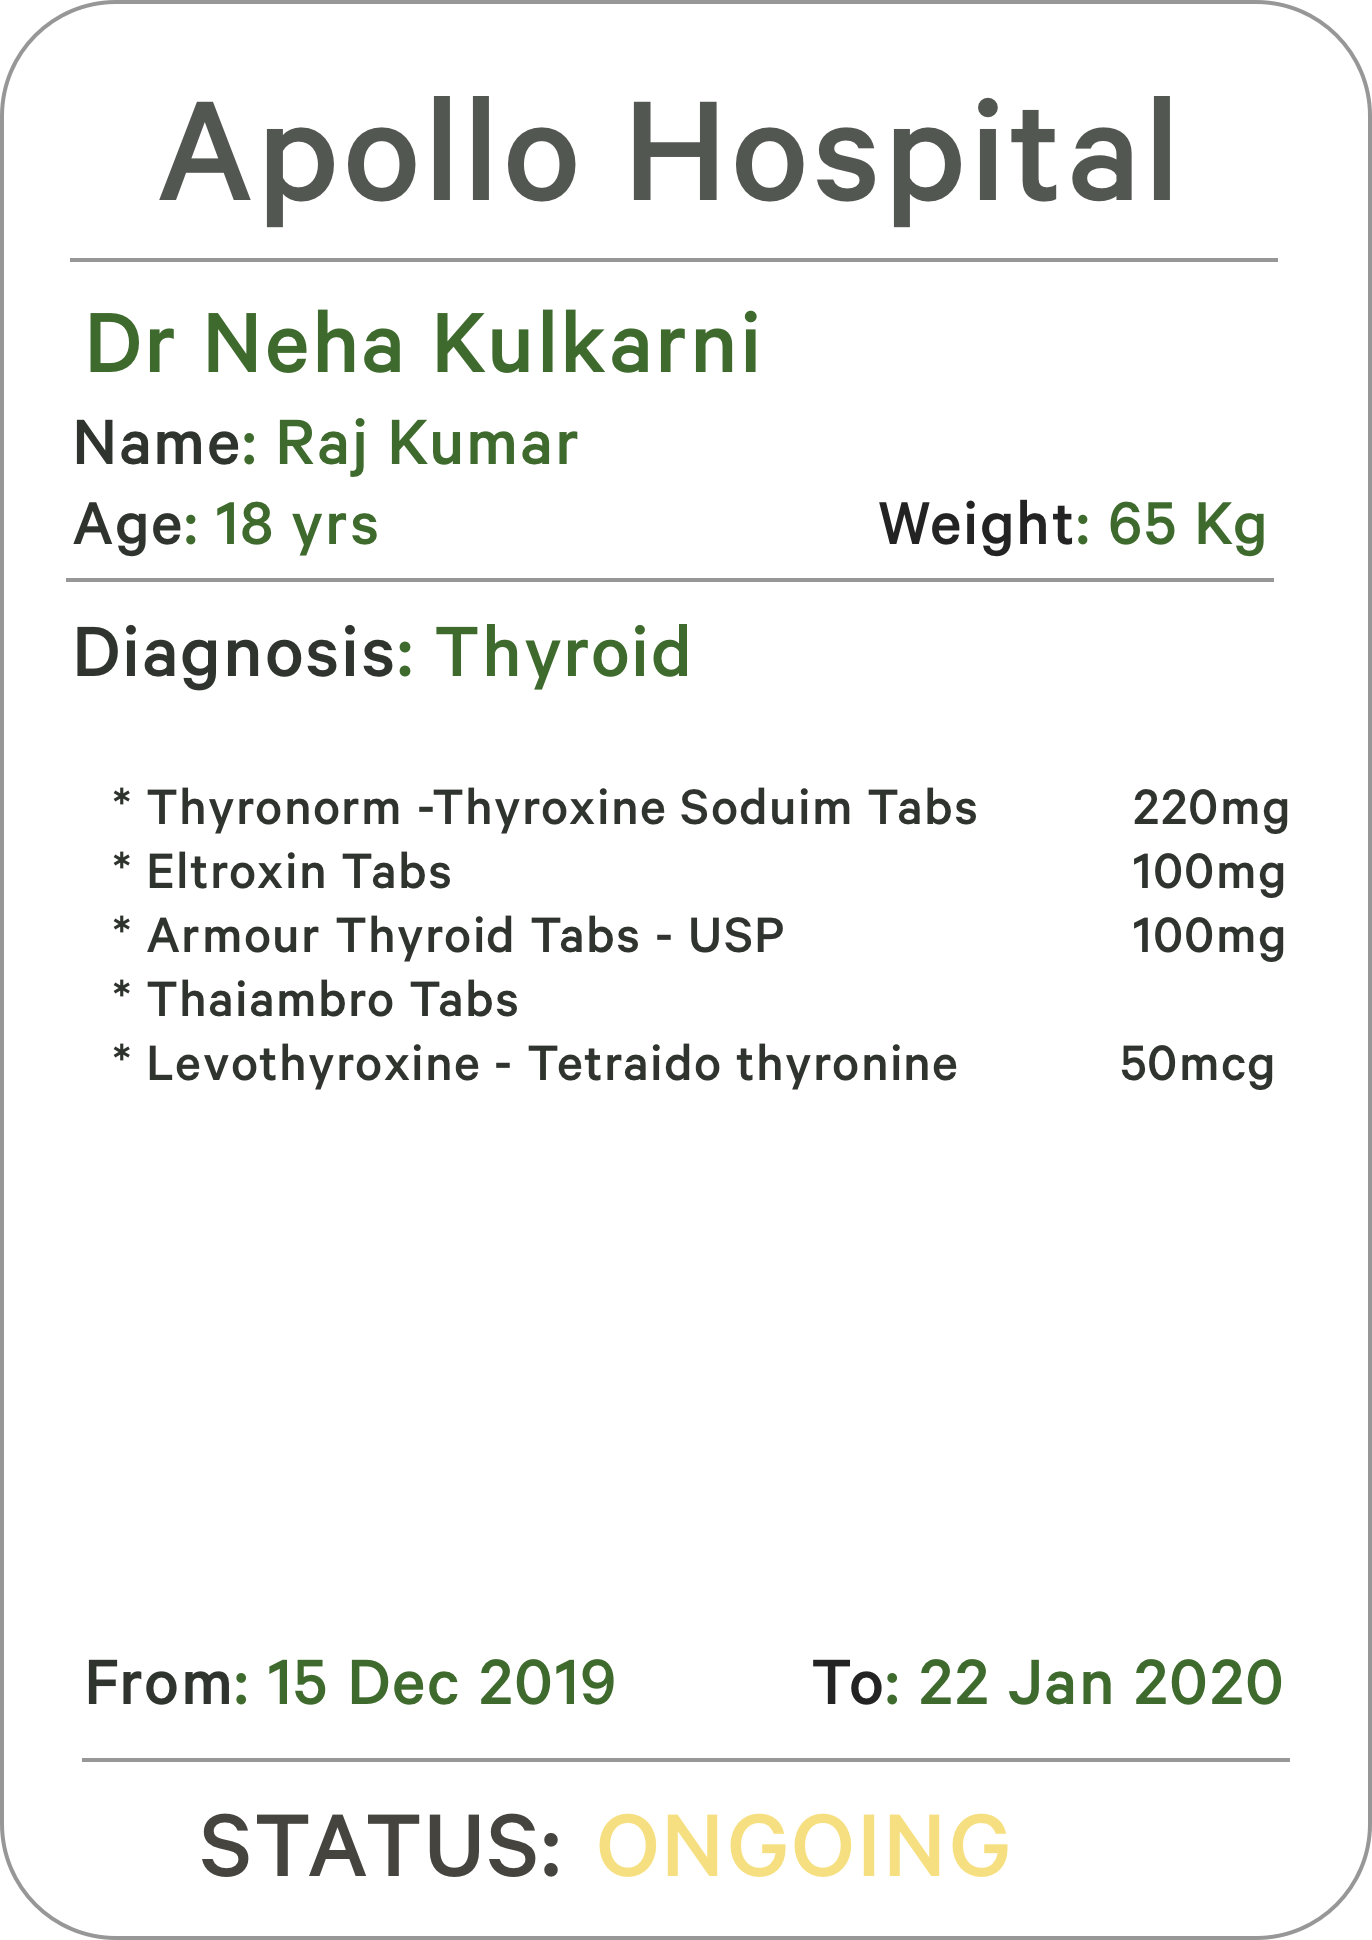 Apollo Hospital
Dr Neha Kulkarni
Name: Raj Kumar
Age: 18 yrs Weight: 65 Kg
Diagnosis: Thyroid
* Thyronorm -Thyroxine Soduim Tabs 220mg
* Eltroxin Tabs 100mg
* Armour Thyroid Tabs - USP 100mg
* Thaiambro Tabs
* Levothyroxine - Tetraido thyronine 50mcg
From: 15 Dec 2019 To: 22 Jan 2020
STATUS: ONGOING